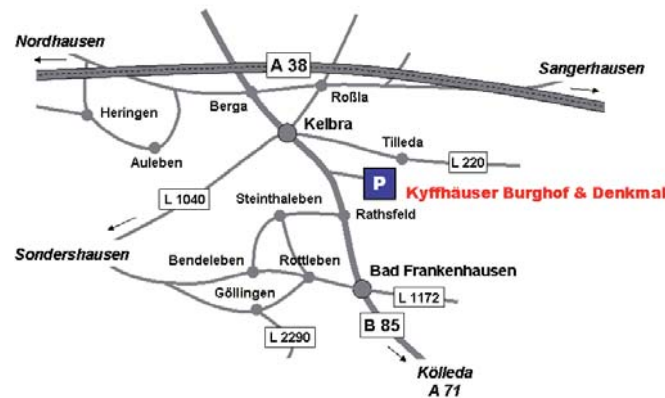 Nordhausen
A 38
Sangerhausen
Berga
Roßla
Heringen
Kelbra
Auleben
Tilleda
L 220
P
Kyffhäuser Burghof & Denkmal
L 1040
Steinthaleben
Rathsfeld
Sondershausen
Bendeleben
Rottleben
Bad Frankenhausen
Göllingen
L 1172
B 85
L 2290
Kölleda
A 71